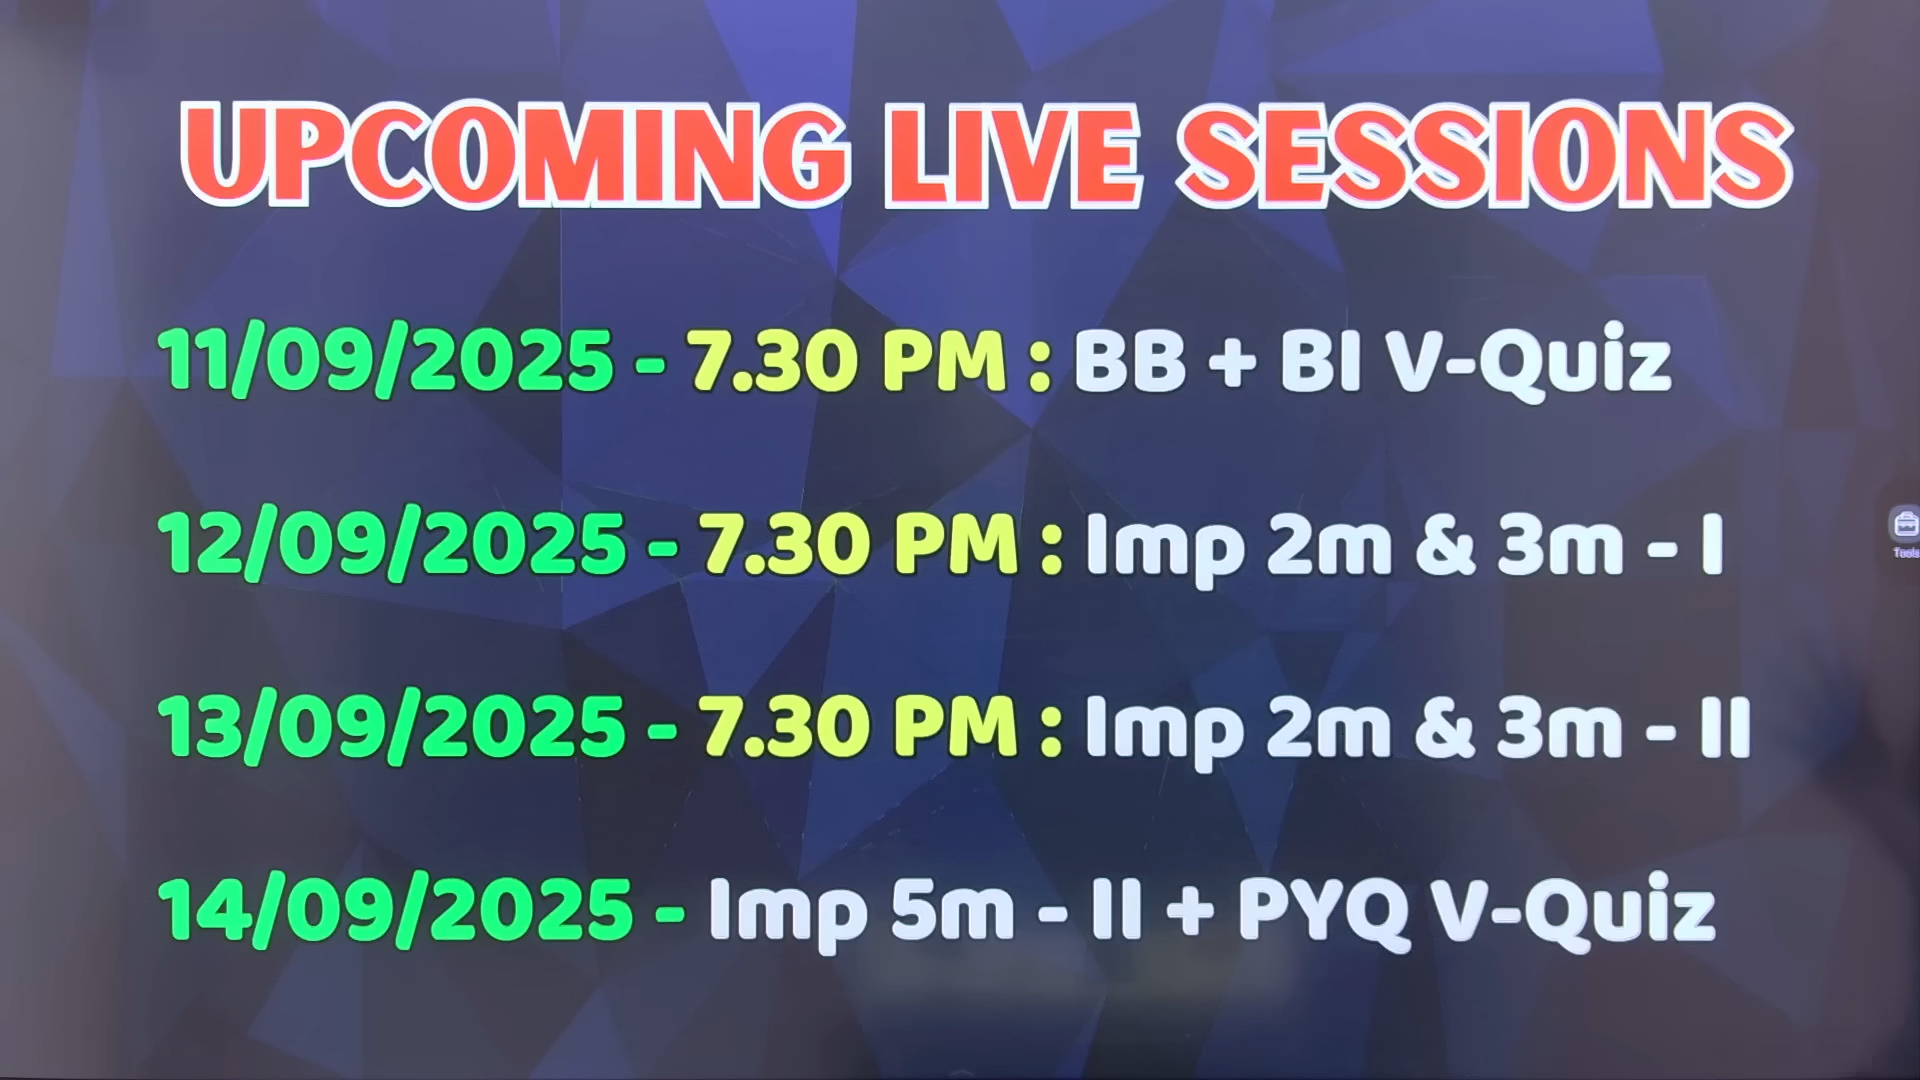 UPCOMING LIVE SESSIONS
11/09/2025 - 7.30 PM : BB + BI V-Quiz
12/09/2025 - 7.30 PM : Imp 2m & 3m - I
Tools
13/09/2025 - 7.30 PM : Imp 2m & 3m - II
14/09/2025 - Imp 5m - II + PYQ V-Quiz